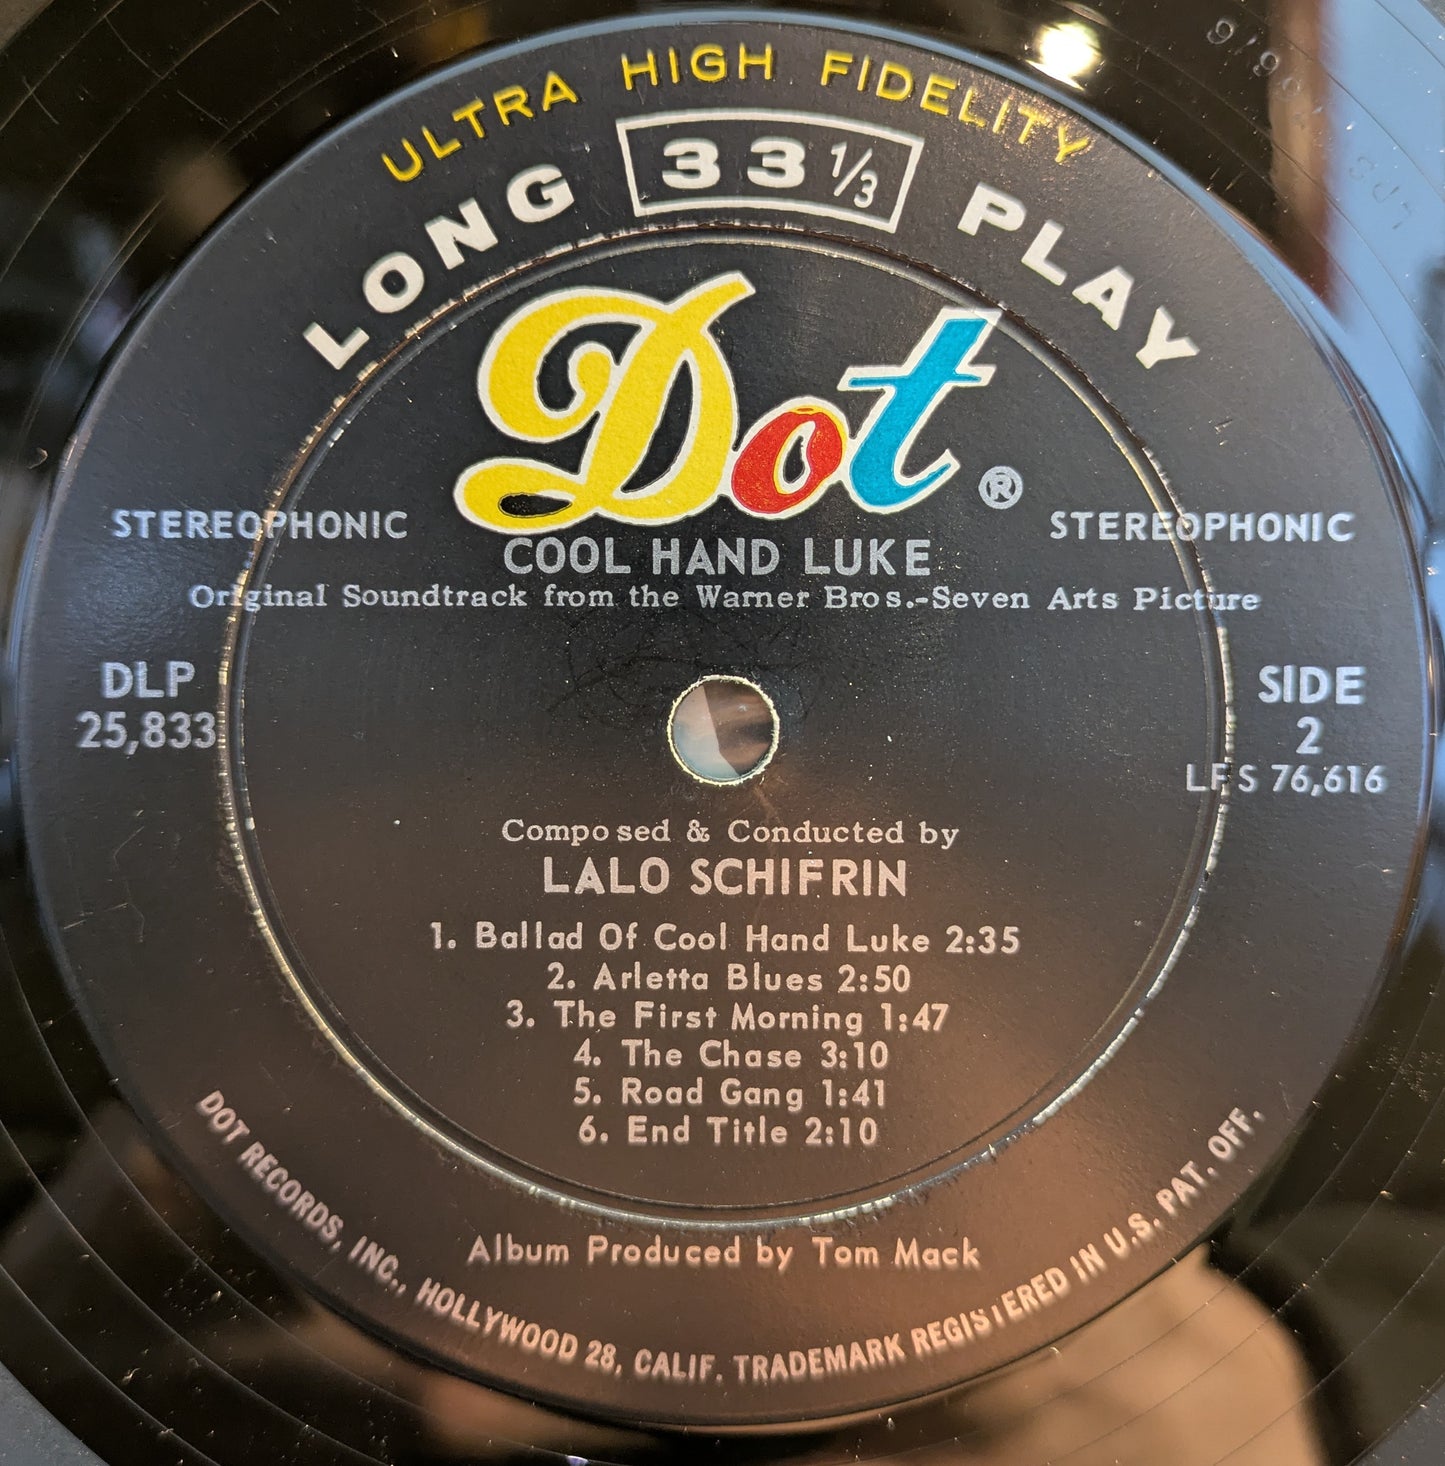 ULTRA HIGH FIDELITY
LONG 33 1/3 PLAY
Dot ®
STEREOPHONIC STEREOPHONIC
COOL HAND LUKE
Original Soundtrack from the Warner Bros.-Seven Arts Picture
DLP
25,833
SIDE
2
LFS 76,616
Composed & Conducted by
LALO SCHIFRIN
1. Ballad Of Cool Hand Luke 2:35
2. Arletta Blues 2:50
3. The First Morning 1:47
4. The Chase 3:10
5. Road Gang 1:41
6. End Title 2:10
Album Produced by Tom Mack
DOT RECORDS, INC., HOLLYWOOD 28, CALIF. TRADEMARK REGISTERED IN U.S. PAT. OFF.